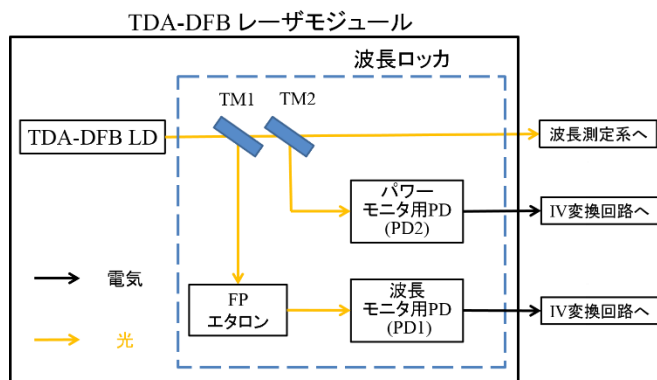 TDA-DFB レーザモジュール
波長ロッカ
TM1
TM2
TDA-DFB LD
波長測定系へ
パワー
モニタ用PD
(PD2)
IV変換回路へ
電気
FP
エタロン
波長
モニタ用PD
(PD1)
IV変換回路へ
光